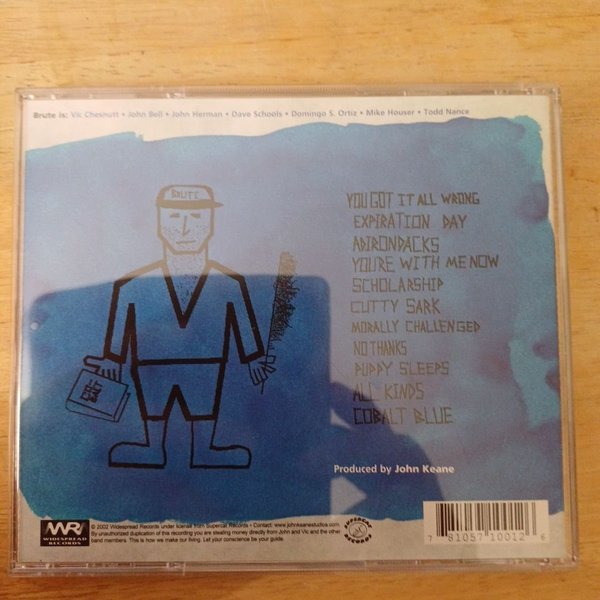 Brute is: Vic Chesnutt • John Bell • John Herman • Dave Schools • Domingo S. Ortiz • Mike Houser • Todd Nance
BRUTE
YOU GOT IT ALL WRONG
EXPIRATION DAY
ADIRONDACKS
YOU'RE WITH ME NOW
SCHOLARSHIP
CUTTY SARK
MORALLY CHALLENGED
NO THANKS
PUPPY SLEEPS
ALL KINDS
COBALT BLUE
Produced by John Keane
WR
WIDESPREAD
RECORDS
© 2002 Widespread Records under license from Supercat Records • Contact: www.johnkeanestudios.com.
By unauthorized duplication of this recording you are stealing money directly from John and Vic and the other
band members. This is how we make our living. Let your conscience be your guide.
SUPERCAT
RECORDS
7 81057 10012 6